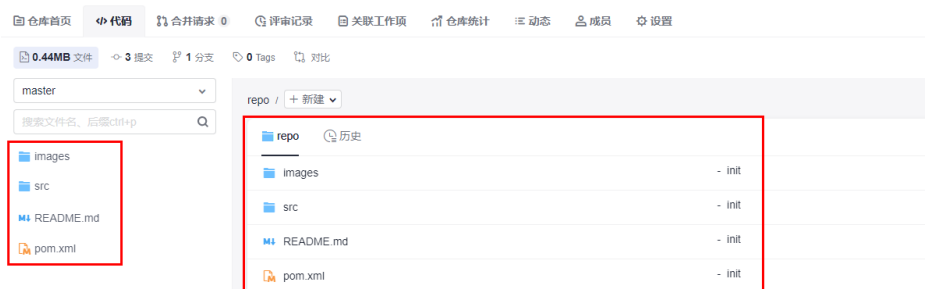 仓库首页 代码 合并请求 0 评审记录 关联工作项 仓库统计 动态 成员 设置
0.44MB 文件 3 提交 1 分支 0 Tags 对比
master
repo / + 新建
搜索文件名、后缀ctrl+p
repo 历史
images
src
README.md
pom.xml
images - init
src - init
README.md - init
pom.xml - init